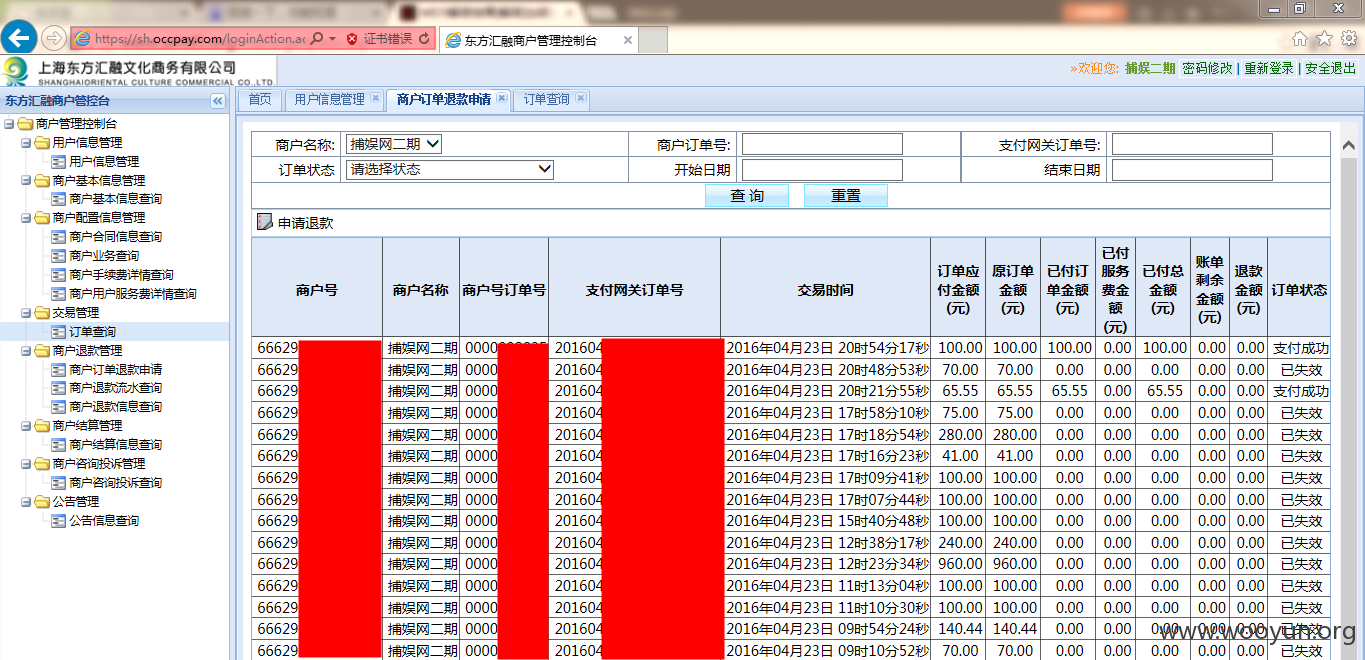 https://sh.occpay.com/loginAction.ac 证书错误 东方汇融商户管理控制台
上海东方汇融文化商务有限公司
SHANGHAIORIENTAL CULTURE COMMERCIAL CO.,LTD.
»欢迎您: 捕娱二期 密码修改 | 重新登录 | 安全退出
东方汇融商户管控台
首页 用户信息管理 商户订单退款申请 订单查询
商户管理控制台
用户信息管理
用户信息管理
商户基本信息管理
商户基本信息查询
商户配置信息管理
商户合同信息查询
商户业务查询
商户手续费详情查询
商户用户服务费详情查询
交易管理
订单查询
商户退款管理
商户订单退款申请
商户退款流水查询
商户退款信息查询
商户结算管理
商户结算信息查询
商户咨询投诉管理
商户咨询投诉查询
公告管理
公告信息查询
商户名称: 捕娱网二期 商户订单号: 支付网关订单号:
订单状态 请选择状态 开始日期 结束日期
查 询 重置
申请退款
商户号 商户名称 商户号订单号 支付网关订单号 交易时间 订单应付金额(元) 原订单金额(元) 已付订单金额(元) 已付服务费金额(元) 已付总金额(元) 账单剩余金额(元) 退款金额(元) 订单状态
66629 捕娱网二期 0000 201604 2016年04月23日 20时54分17秒 100.00 100.00 100.00 0.00 100.00 0.00 0.00 支付成功
66629 捕娱网二期 0000 201604 2016年04月23日 20时48分53秒 70.00 70.00 0.00 0.00 0.00 0.00 0.00 已失效
66629 捕娱网二期 0000 201604 2016年04月23日 20时21分55秒 65.55 65.55 65.55 0.00 65.55 0.00 0.00 支付成功
66629 捕娱网二期 0000 201604 2016年04月23日 17时58分10秒 75.00 75.00 0.00 0.00 0.00 0.00 0.00 已失效
66629 捕娱网二期 0000 201604 2016年04月23日 17时18分54秒 280.00 280.00 0.00 0.00 0.00 0.00 0.00 已失效
66629 捕娱网二期 0000 201604 2016年04月23日 17时16分23秒 41.00 41.00 0.00 0.00 0.00 0.00 0.00 已失效
66629 捕娱网二期 0000 201604 2016年04月23日 17时09分41秒 100.00 100.00 0.00 0.00 0.00 0.00 0.00 已失效
66629 捕娱网二期 0000 201604 2016年04月23日 17时07分44秒 100.00 100.00 0.00 0.00 0.00 0.00 0.00 已失效
66629 捕娱网二期 0000 201604 2016年04月23日 15时40分48秒 100.00 100.00 0.00 0.00 0.00 0.00 0.00 已失效
66629 捕娱网二期 0000 201604 2016年04月23日 12时38分17秒 240.00 240.00 0.00 0.00 0.00 0.00 0.00 已失效
66629 捕娱网二期 0000 201604 2016年04月23日 12时23分34秒 960.00 960.00 0.00 0.00 0.00 0.00 0.00 已失效
66629 捕娱网二期 0000 201604 2016年04月23日 11时13分04秒 100.00 100.00 0.00 0.00 0.00 0.00 0.00 已失效
66629 捕娱网二期 0000 201604 2016年04月23日 11时10分30秒 100.00 100.00 0.00 0.00 0.00 0.00 0.00 已失效
66629 捕娱网二期 0000 201604 2016年04月23日 09时54分24秒 140.44 140.44 0.00 0.00 0.00 0.00 0.00 已失效
66629 捕娱网二期 0000 201604 2016年04月23日 09时10分52秒 70.00 70.00 0.00 0.00 0.00 0.00 0.00 已失效
www.wooyun.org